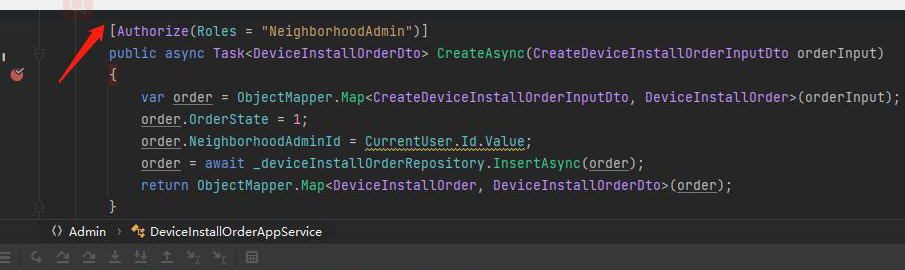 [Authorize(Roles = "NeighborhoodAdmin")]
public async Task<DeviceInstallOrderDto> CreateAsync(CreateDeviceInstallOrderInputDto orderInput)
{
var order = ObjectMapper.Map<CreateDeviceInstallOrderInputDto, DeviceInstallOrder>(orderInput);
order.OrderState = 1;
order.NeighborhoodAdminId = CurrentUser.Id.Value;
order = await _deviceInstallOrderRepository.InsertAsync(order);
return ObjectMapper.Map<DeviceInstallOrder, DeviceInstallOrderDto>(order);
}
Admin › DeviceInstallOrderAppService